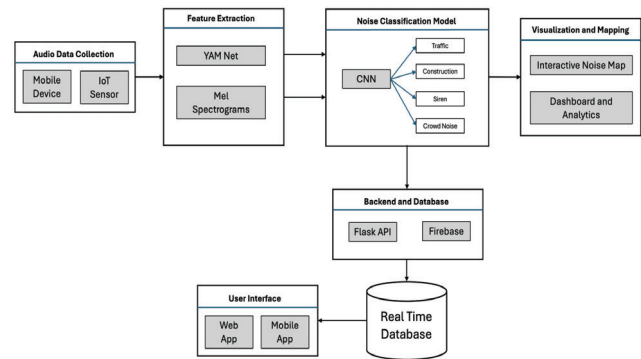 Audio Data Collection
Mobile
Device
IoT
Sensor
Feature Extraction
YAM Net
Mel
Spectrograms
Noise Classification Model
CNN
Traffic
Construction
Siren
Crowd Noise
Visualization and Mapping
Interactive Noise Map
Dashboard and
Analytics
Backend and Database
Flask API
Firebase
Real Time
Database
User Interface
Web
App
Mobile
App